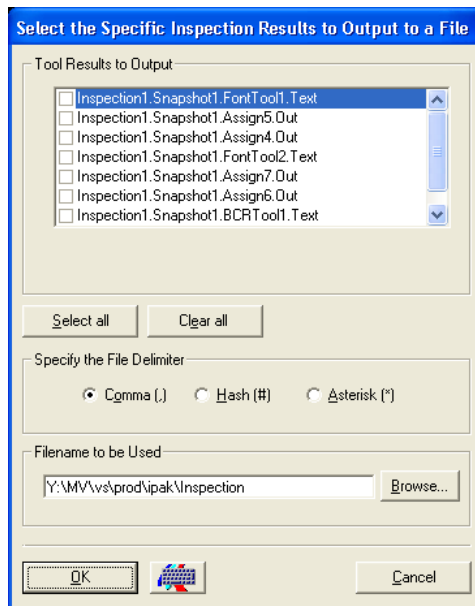 Select the Specific Inspection Results to Output to a File
Tool Results to Output
Inspection1.Snapshot1.FontTool1.Text
Inspection1.Snapshot1.Assign5.Out
Inspection1.Snapshot1.Assign4.Out
Inspection1.Snapshot1.FontTool2.Text
Inspection1.Snapshot1.Assign7.Out
Inspection1.Snapshot1.Assign6.Out
Inspection1.Snapshot1.BCRTool1.Text
Select all Clear all
Specify the File Delimiter
Comma (,) Hash (#) Asterisk (*)
Filename to be Used
Y:\MV\vs\prod\ipak\Inspection Browse...
OK Cancel